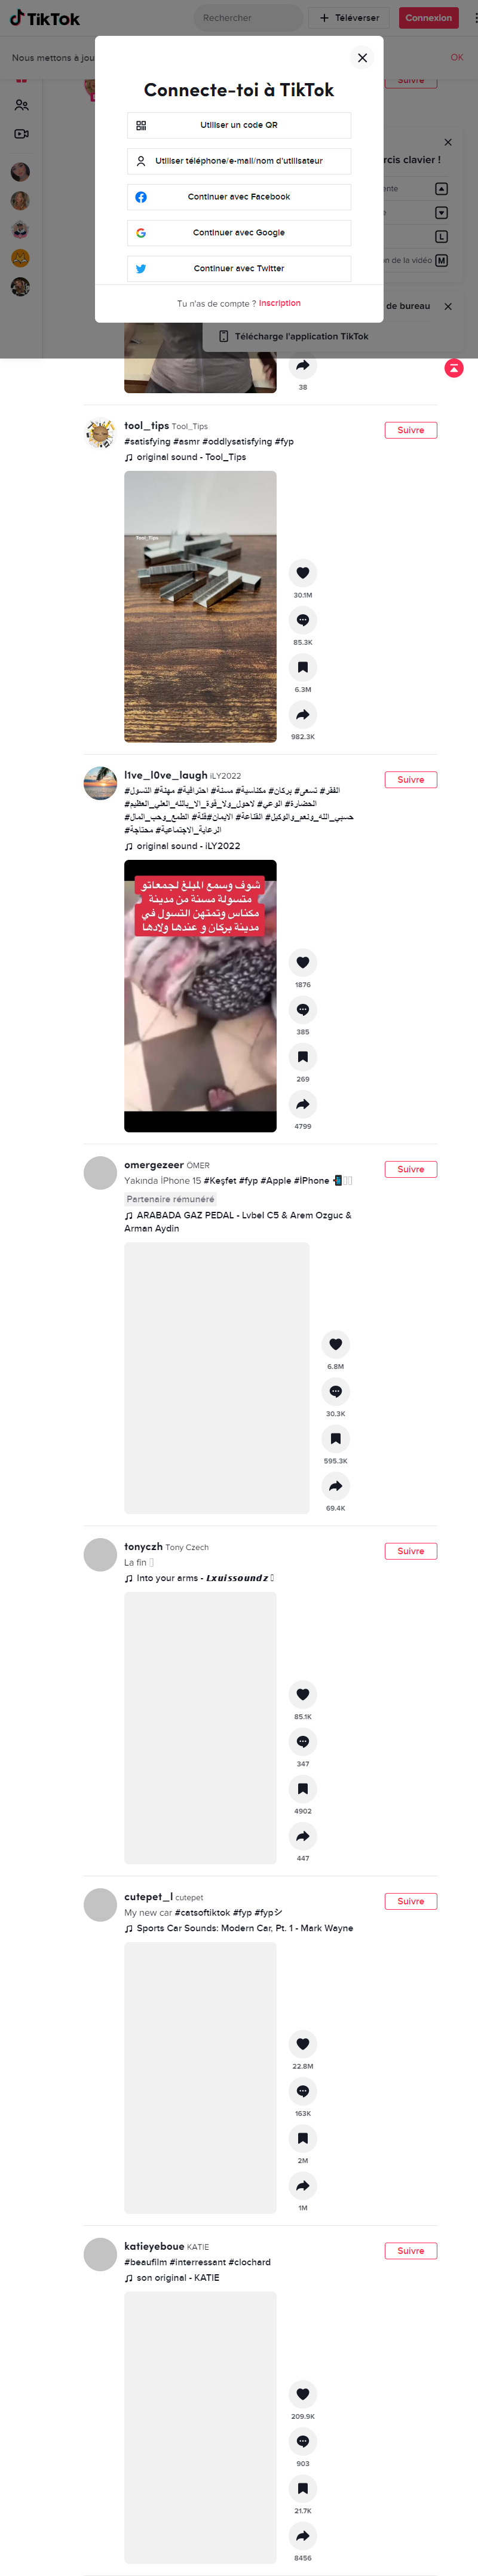 TikTok
Rechercher
Téléverser
Connexion
Nous mettons à jou
OK
Suivre
Connecte-toi à TikTok
Utiliser un code QR
Utiliser téléphone/e-mail/nom d'utilisateur
Continuer avec Facebook
Continuer avec Google
Continuer avec Twitter
Tu n'as de compte ? Inscription
rcis clavier !
ente
e
L
on de la vidéo M
de bureau
Télécharge l'application TikTok
38
tool_tips Tool_Tips
Suivre
#satisfying #asmr #oddlysatisfying #fyp
original sound - Tool_Tips
Tool_Tips
30.1M
85.3K
6.3M
982.3K
l1ve_l0ve_laugh iLY2022
Suivre
#الفقر #تسعى #بركان #مكناسية #مسنة #احترافية #مهنة #التسول
#الحضارة #الوعي #لاحول_ولا_قوة_الا_بالله_العلي_العظيم
#حسبي_الله_ونعم_والوكيل #القناعة #الايمان#قلة #الطمع_وحب_المال
#الرعاية_الاجتماعية #محتاجة
original sound - iLY2022
شوف وسمع المبلغ لجمعاتو
متسولة مسنة من مدينة
مكناس وتمتهن التسول في
مدينة بركان و عندها ولادها
1876
385
269
4799
omergezeer ÖMER
Suivre
Yakında İPhone 15 #Keşfet #fyp #Apple #İPhone
Partenaire rémunéré
ARABADA GAZ PEDAL - Lvbel C5 & Arem Ozguc &
Arman Aydin
6.8M
30.3K
595.3K
69.4K
tonyczh Tony Czech
Suivre
La fin
Into your arms - 𝙇𝙭𝙪𝙞𝙨𝙨𝙤𝙪𝙣𝙙𝙯
85.1K
347
4902
447
cutepet_l cutepet
Suivre
My new car #catsoftiktok #fyp #fypシ
Sports Car Sounds: Modern Car, Pt. 1 - Mark Wayne
22.8M
163K
2M
1M
katieyeboue KATIE
Suivre
#beaufilm #interressant #clochard
son original - KATIE
209.9K
903
21.7K
8456